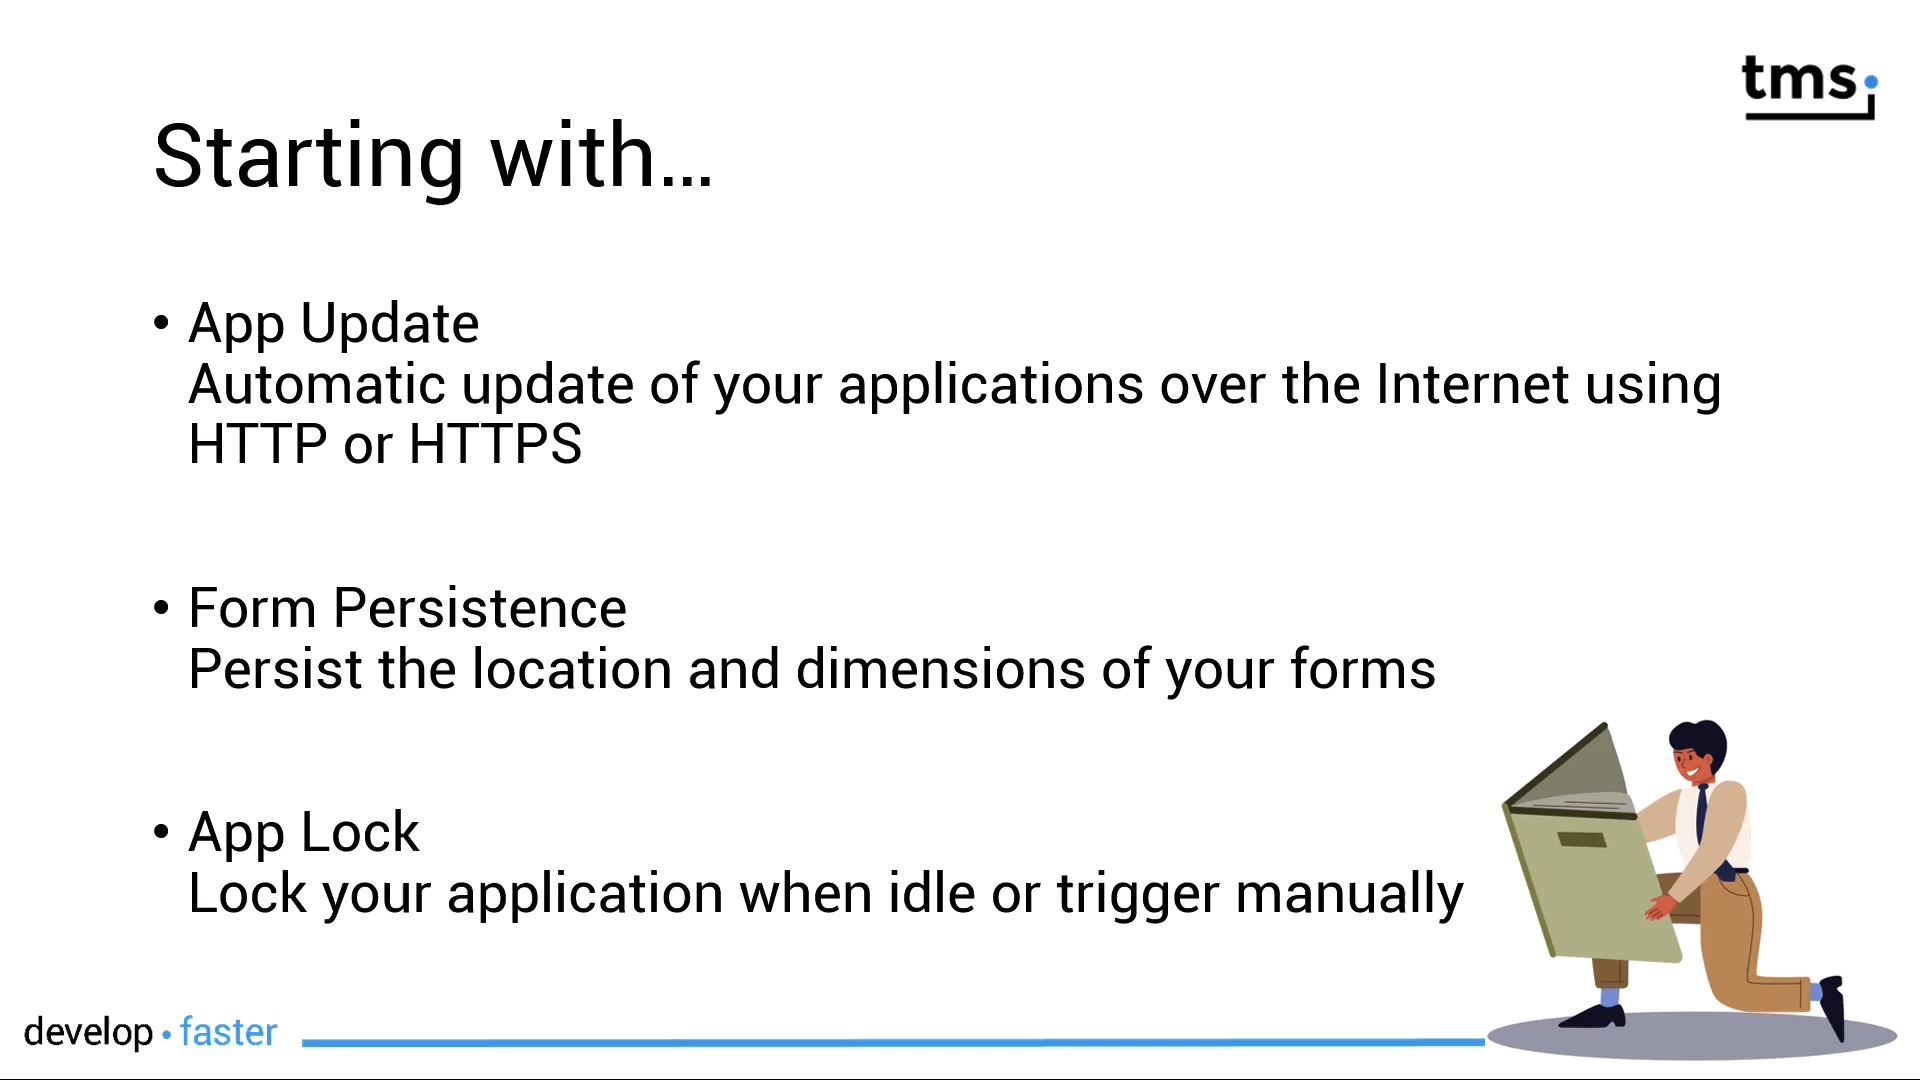 tms
Starting with...
• App Update
Automatic update of your applications over the Internet using
HTTP or HTTPS
• Form Persistence
Persist the location and dimensions of your forms
• App Lock
Lock your application when idle or trigger manually
develop • faster